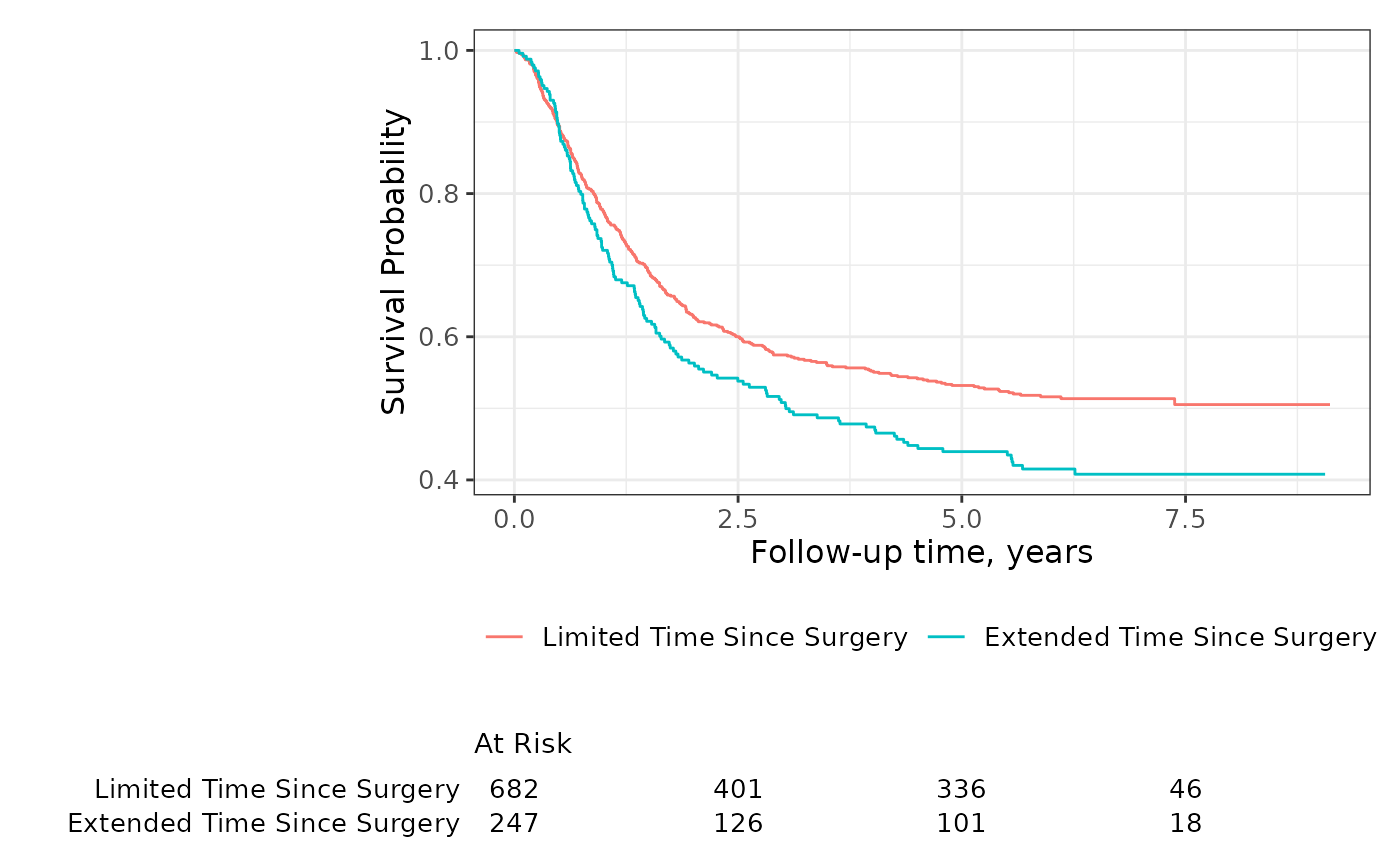 1.0
0.8
0.6
0.4
Survival Probability
0.0 2.5 5.0 7.5
Follow-up time, years
Limited Time Since Surgery Extended Time Since Surgery
At Risk
Limited Time Since Surgery 682 401 336 46
Extended Time Since Surgery 247 126 101 18